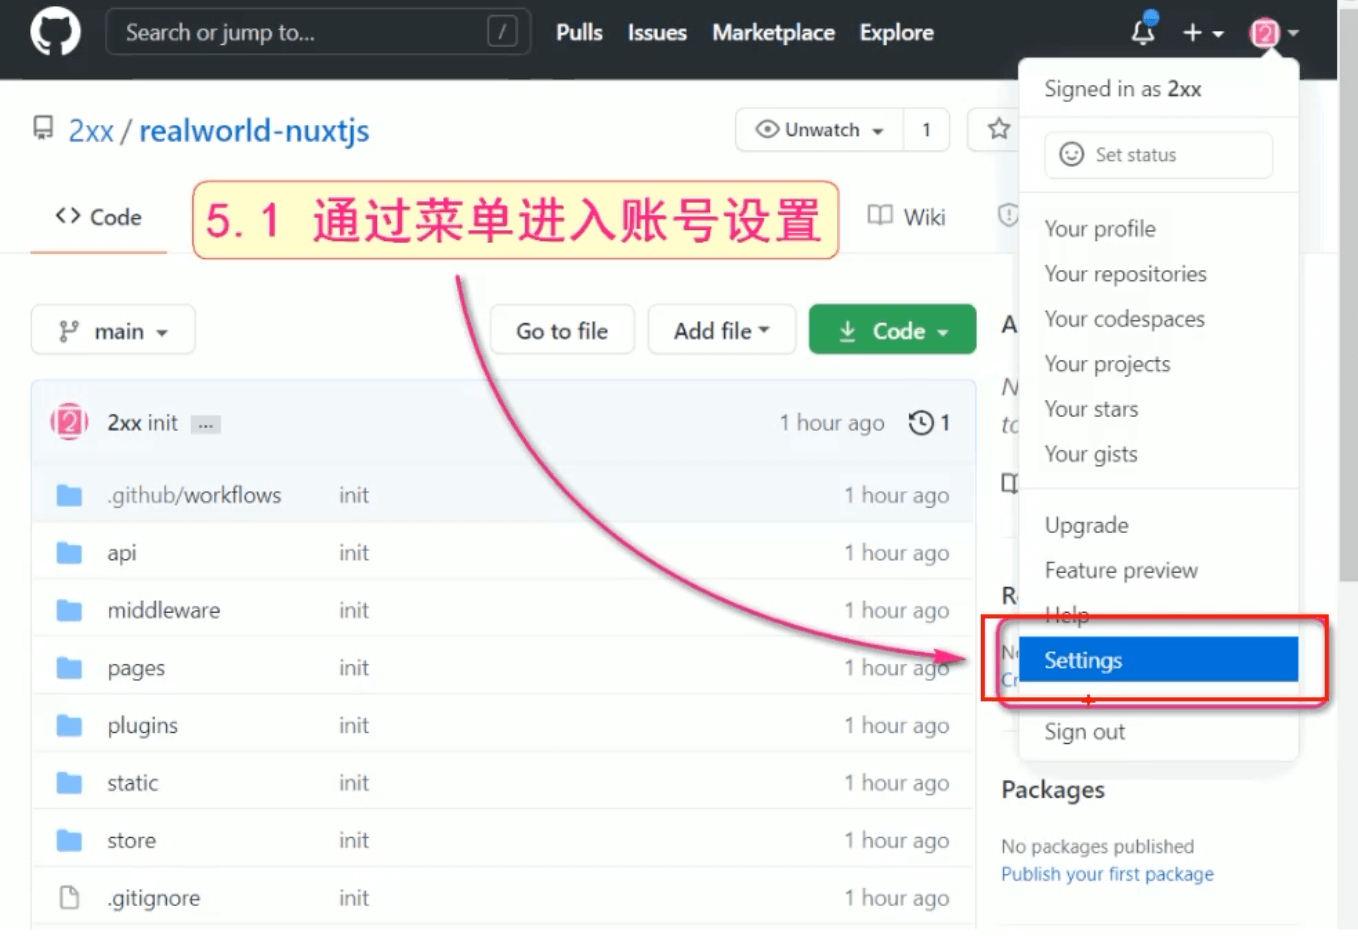 Search or jump to... /
Pulls Issues Marketplace Explore
2xx / realworld-nuxtjs
Unwatch 1
Code
5.1 通过菜单进入账号设置
Wiki
main
Go to file
Add file
Code
2xx init ...
1 hour ago 1
.github/workflows init 1 hour ago
api init 1 hour ago
middleware init 1 hour ago
pages init 1 hour ago
plugins init 1 hour ago
static init 1 hour ago
store init 1 hour ago
.gitignore init 1 hour ago
Signed in as 2xx
Set status
Your profile
Your repositories
Your codespaces
Your projects
Your stars
Your gists
Upgrade
Feature preview
Help
Settings
Sign out
Packages
No packages published
Publish your first package